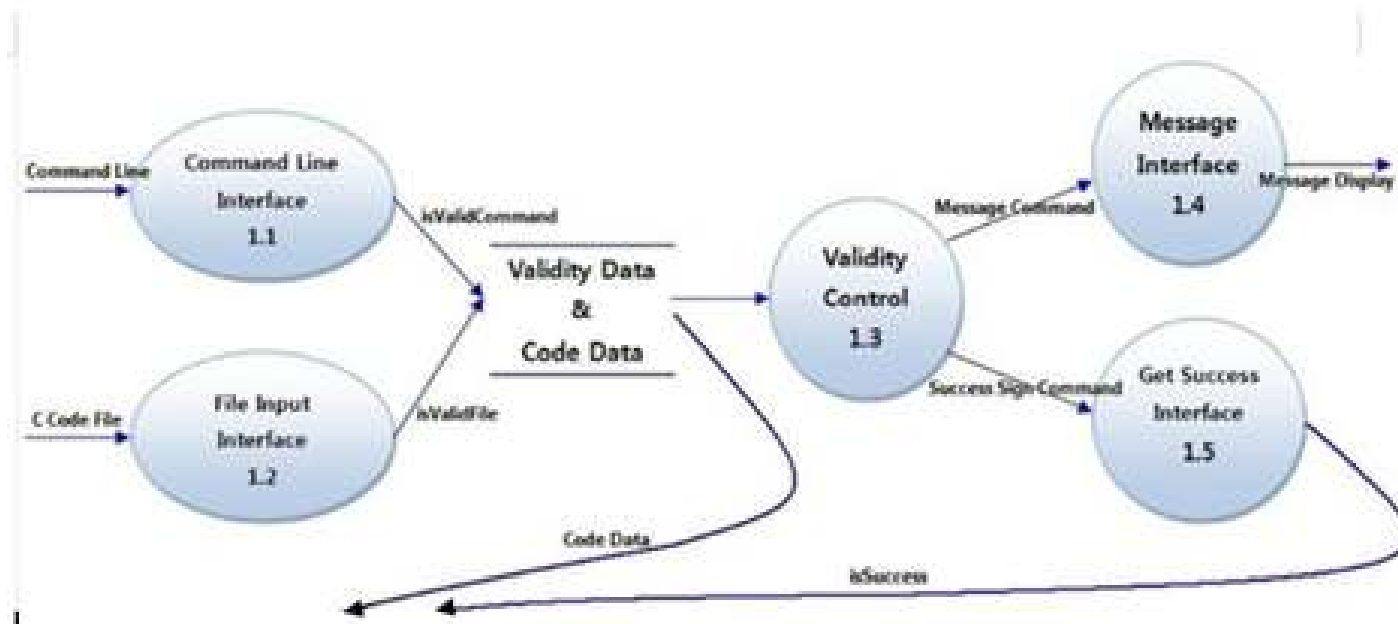 Command Line
Command Line
Interface
1.1
isValidCommand
C Code File
File Input
Interface
1.2
isValidFile
Validity Data
&
Code Data
Validity
Control
1.3
Message Command
Message
Interface
1.4
Message Display
Success Sign Command
Get Success
Interface
1.5
Code Data
isSuccess